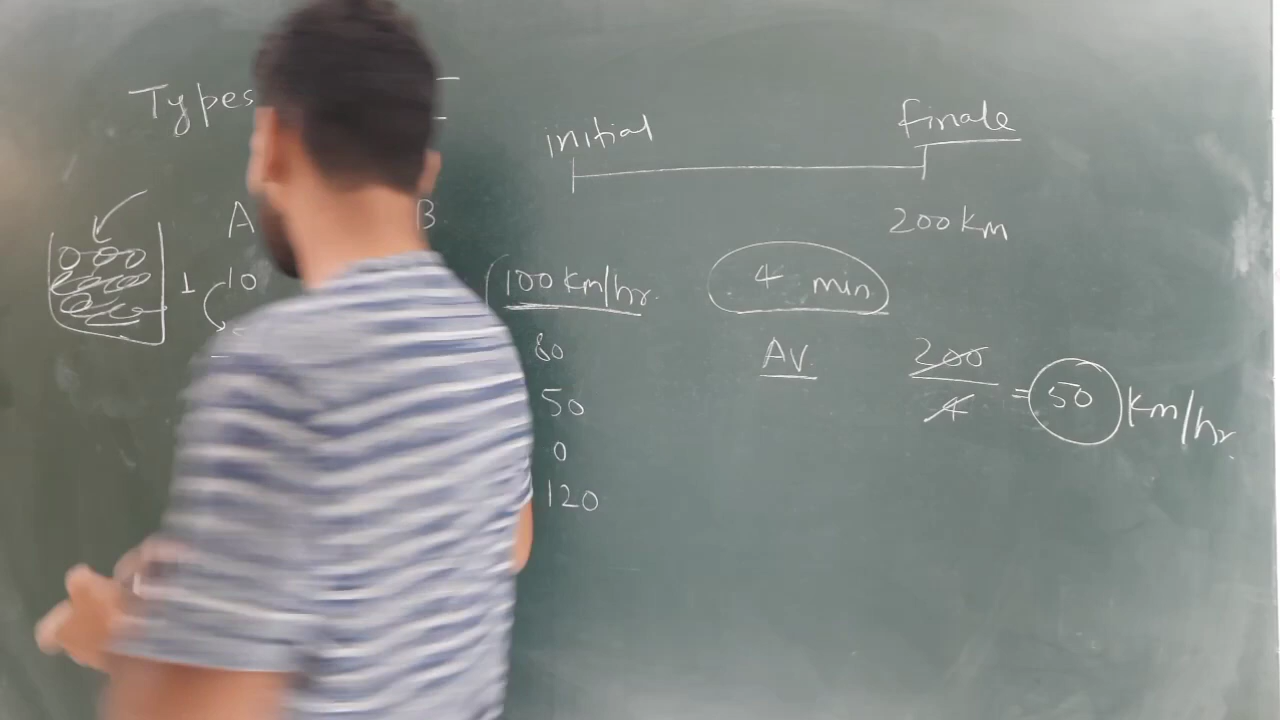 Types
initial
finale
A
B
200 km
1
10
100 km/hr.
4 min
80
Av.
200
4
= 50 km/hr.
50
0
120